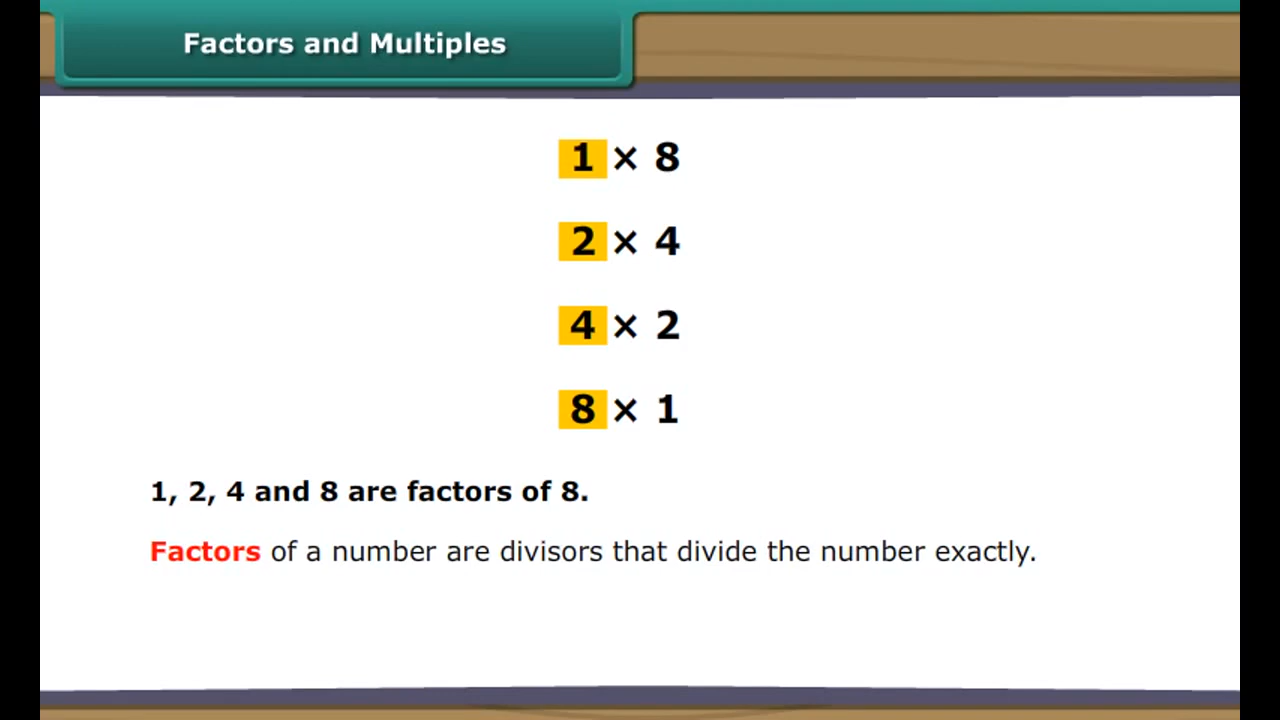 Factors and Multiples
1 × 8
2 × 4
4 × 2
8 × 1
1, 2, 4 and 8 are factors of 8.
Factors of a number are divisors that divide the number exactly.